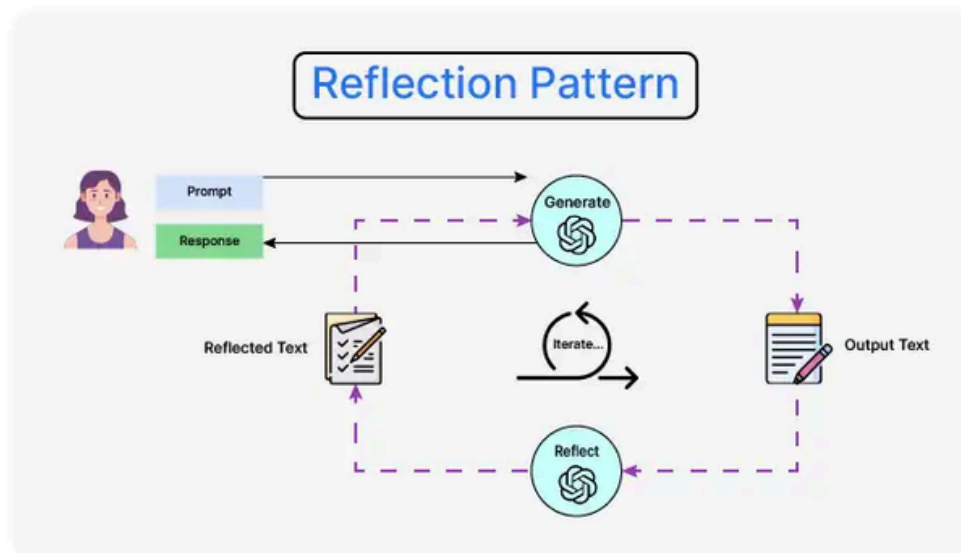 Reflection Pattern
Prompt
Generate
Response
Reflected Text
Iterate...
Output Text
Reflect